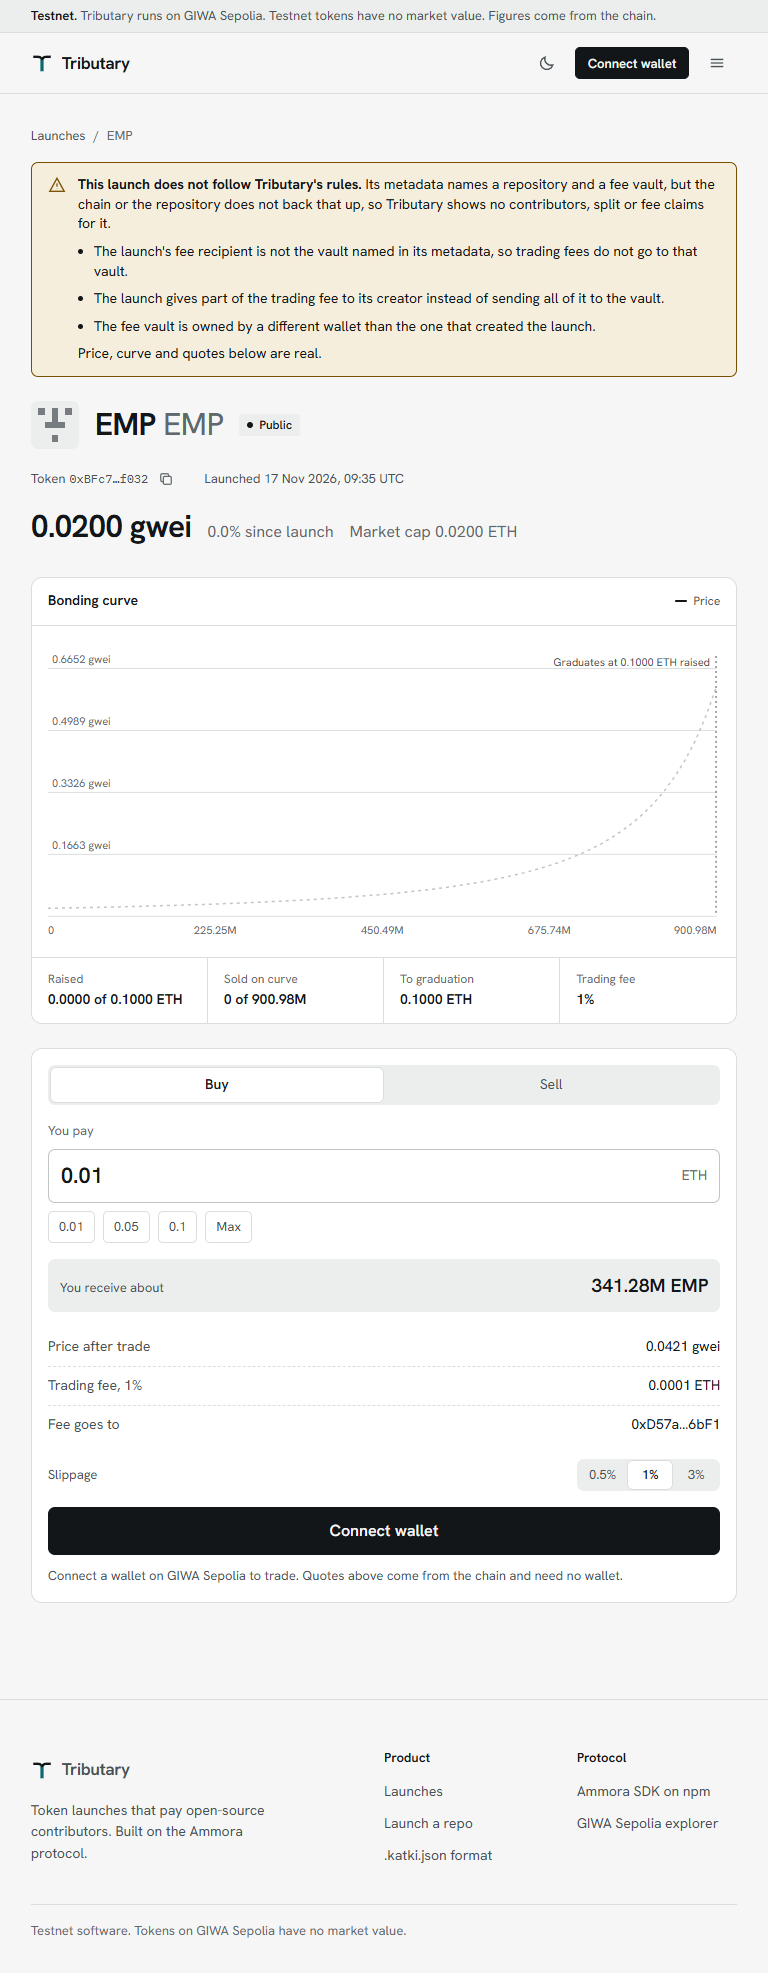 Testnet. Tributary runs on GIWA Sepolia. Testnet tokens have no market value. Figures come from the chain.
Tributary
Connect wallet
Launches / EMP
This launch does not follow Tributary's rules. Its metadata names a repository and a fee vault, but the
chain or the repository does not back that up, so Tributary shows no contributors, split or fee claims
for it.
• The launch's fee recipient is not the vault named in its metadata, so trading fees do not go to that
vault.
• The launch gives part of the trading fee to its creator instead of sending all of it to the vault.
• The fee vault is owned by a different wallet than the one that created the launch.
Price, curve and quotes below are real.
EMP EMP
Public
Token 0xBFc7…f032
Launched 17 Nov 2026, 09:35 UTC
0.0200 gwei 0.0% since launch Market cap 0.0200 ETH
Bonding curve
Price
0.6652 gwei
Graduates at 0.1000 ETH raised
0.4989 gwei
0.3326 gwei
0.1663 gwei
0 225.25M 450.49M 675.74M 900.98M
Raised
0.0000 of 0.1000 ETH
Sold on curve
0 of 900.98M
To graduation
0.1000 ETH
Trading fee
1%
Buy
Sell
You pay
0.01 ETH
0.01 0.05 0.1 Max
You receive about 341.28M EMP
Price after trade 0.0421 gwei
Trading fee, 1% 0.0001 ETH
Fee goes to 0xD57a…6bF1
Slippage 0.5% 1% 3%
Connect wallet
Connect a wallet on GIWA Sepolia to trade. Quotes above come from the chain and need no wallet.
Tributary
Token launches that pay open-source
contributors. Built on the Ammora
protocol.
Product
Launches
Launch a repo
.katki.json format
Protocol
Ammora SDK on npm
GIWA Sepolia explorer
Testnet software. Tokens on GIWA Sepolia have no market value.